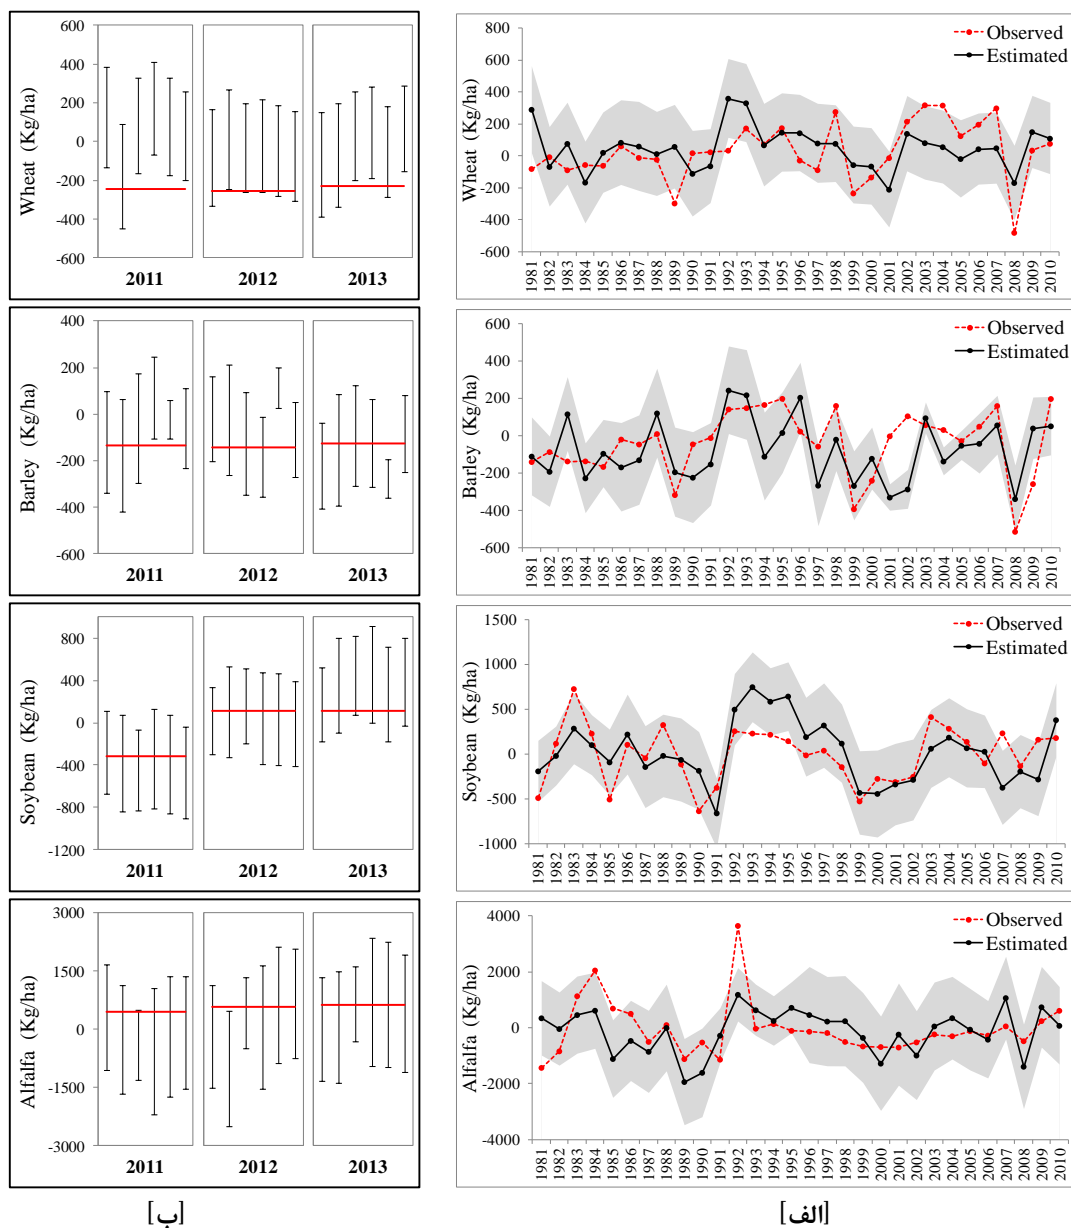 600
400
200
0
-200
-400
-600
Wheat (Kg/ha)
2011 2012 2013
800
600
400
200
0
-200
-400
-600
Wheat (Kg/ha)
Observed
Estimated
1981 1982 1983 1984 1985 1986 1987 1988 1989 1990 1991 1992 1993 1994 1995 1996 1997 1998 1999 2000 2001 2002 2003 2004 2005 2006 2007 2008 2009 2010
400
200
0
-200
-400
-600
Barley (Kg/ha)
2011 2012 2013
600
400
200
0
-200
-400
-600
Barley (Kg/ha)
Observed
Estimated
1981 1982 1983 1984 1985 1986 1987 1988 1989 1990 1991 1992 1993 1994 1995 1996 1997 1998 1999 2000 2001 2002 2003 2004 2005 2006 2007 2008 2009 2010
800
400
0
-400
-800
-1200
Soybean (Kg/ha)
2011 2012 2013
1500
1000
500
0
-500
-1000
Soybean (Kg/ha)
Observed
Estimated
1981 1982 1983 1984 1985 1986 1987 1988 1989 1990 1991 1992 1993 1994 1995 1996 1997 1998 1999 2000 2001 2002 2003 2004 2005 2006 2007 2008 2009 2010
3000
1500
0
-1500
-3000
Alfalfa (Kg/ha)
2011 2012 2013
4000
2000
0
-2000
-4000
Alfalfa (Kg/ha)
Observed
Estimated
1981 1982 1983 1984 1985 1986 1987 1988 1989 1990 1991 1992 1993 1994 1995 1996 1997 1998 1999 2000 2001 2002 2003 2004 2005 2006 2007 2008 2009 2010
[الف]
[ب]